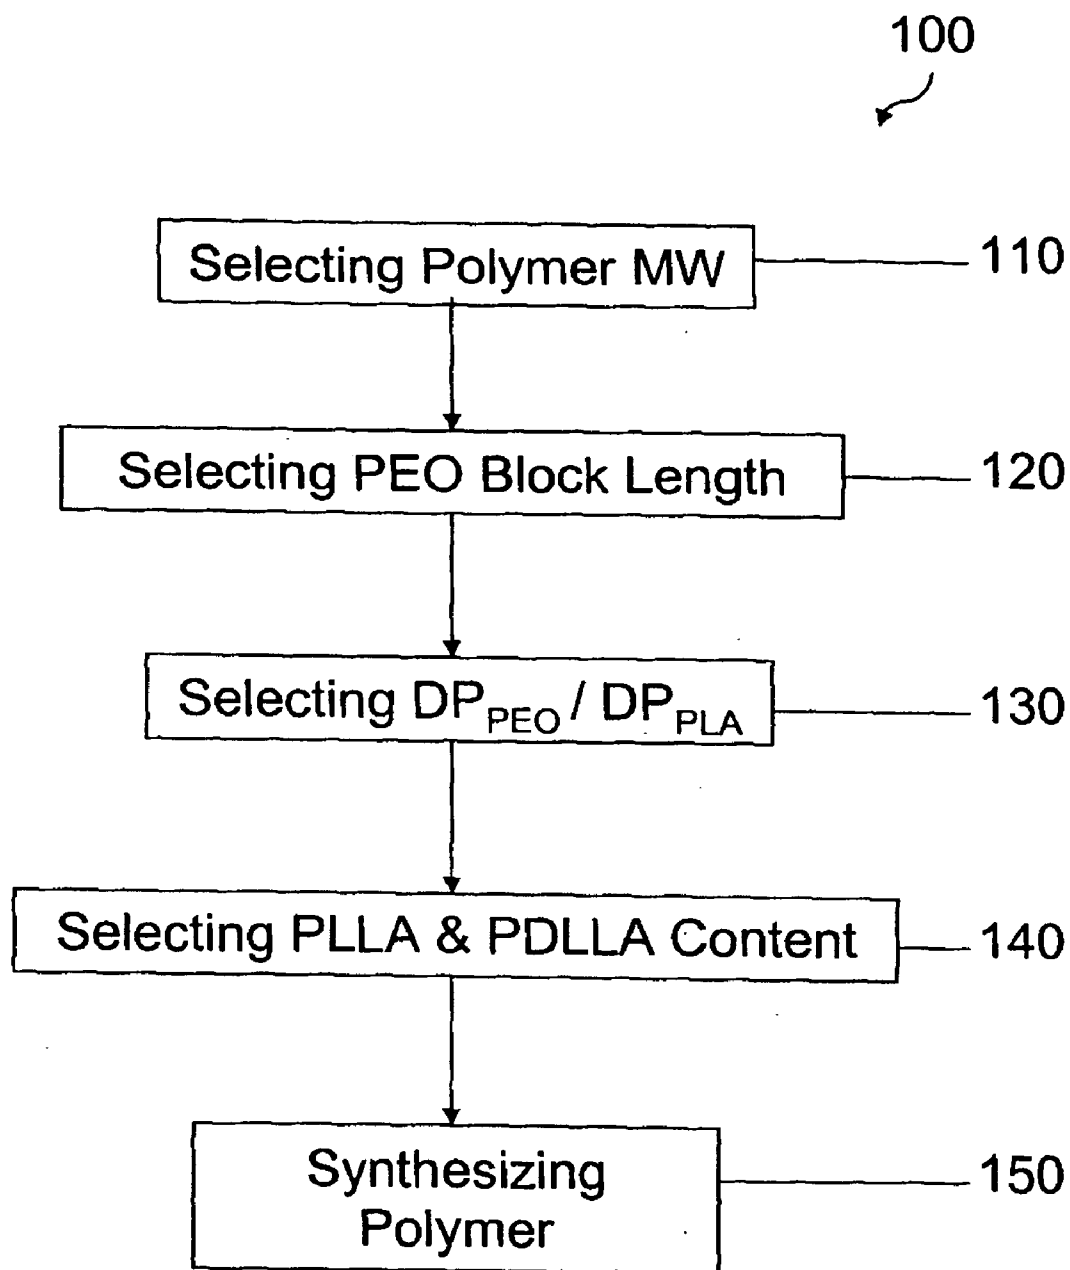 100
Selecting Polymer MW
110
Selecting PEO Block Length
120
Selecting DP_PEO / DP_PLA
130
Selecting PLLA & PDLLA Content
140
Synthesizing
Polymer
150